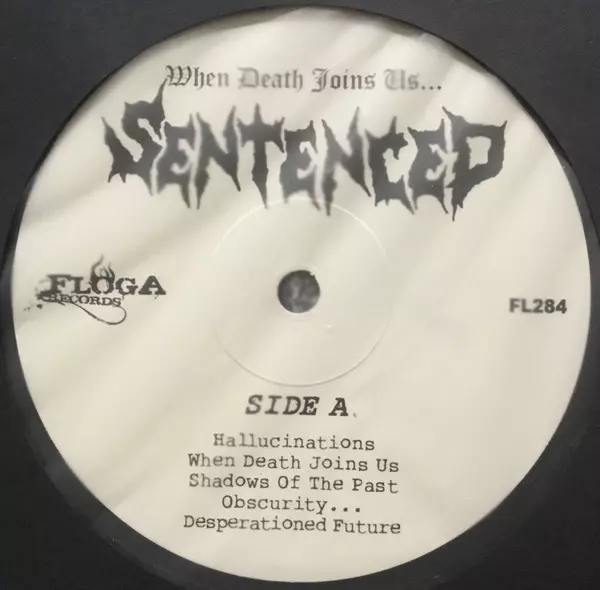 When Death Joins Us...
SENTENCED
FLOGA
RECORDS
FL284
SIDE A.
Hallucinations
When Death Joins Us
Shadows Of The Past
Obscurity...
Desperationed Future